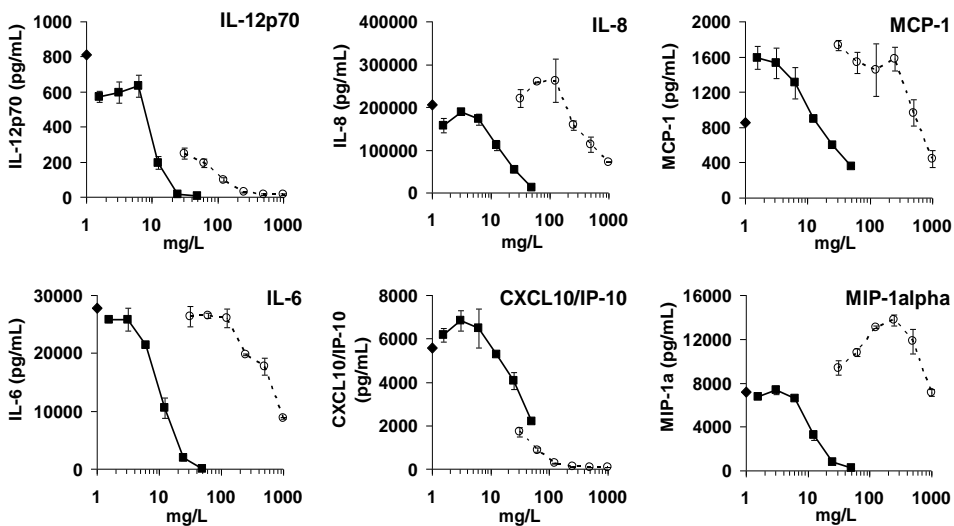 IL-12p70
IL-12p70 (pg/mL)
1000
800
600
400
200
0
1 10 100 1000
mg/L
IL-8
IL-8 (pg/mL)
400000
300000
200000
100000
0
1 10 100 1000
mg/L
MCP-1
MCP-1 (pg/mL)
2000
1600
1200
800
400
0
1 10 100 1000
mg/L
IL-6
IL-6 (pg/mL)
30000
20000
10000
0
1 10 100 1000
mg/L
CXCL10/IP-10
CXCL10/IP-10
(pg/mL)
8000
6000
4000
2000
0
1 10 100 1000
mg/L
MIP-1alpha
MIP-1a (pg/mL)
16000
12000
8000
4000
0
1 10 100 1000
mg/L